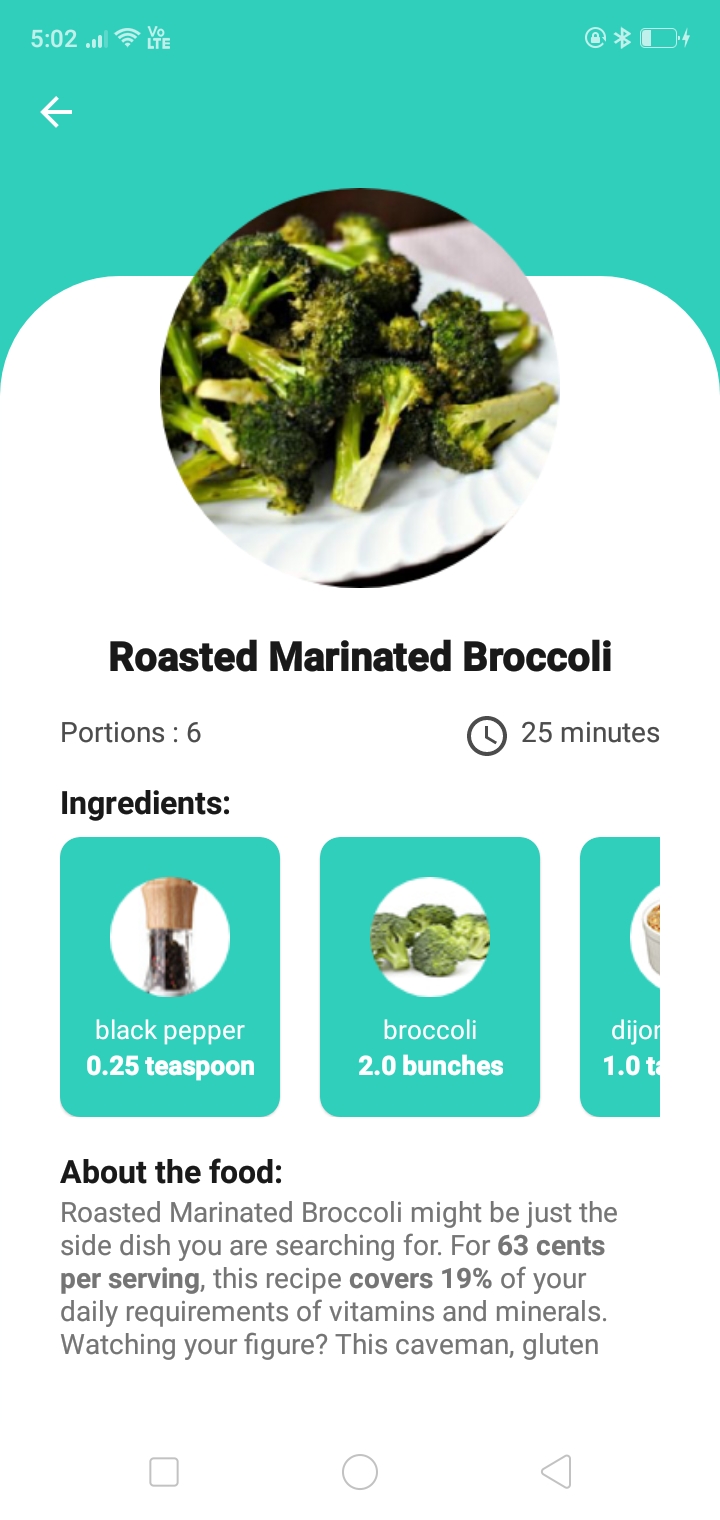 5:02 Vo LTE
Roasted Marinated Broccoli
Portions : 6
25 minutes
Ingredients:
black pepper
0.25 teaspoon
broccoli
2.0 bunches
1.0
About the food:
Roasted Marinated Broccoli might be just the
side dish you are searching for. For 63 cents
per serving, this recipe covers 19% of your
daily requirements of vitamins and minerals.
Watching your figure? This caveman, gluten